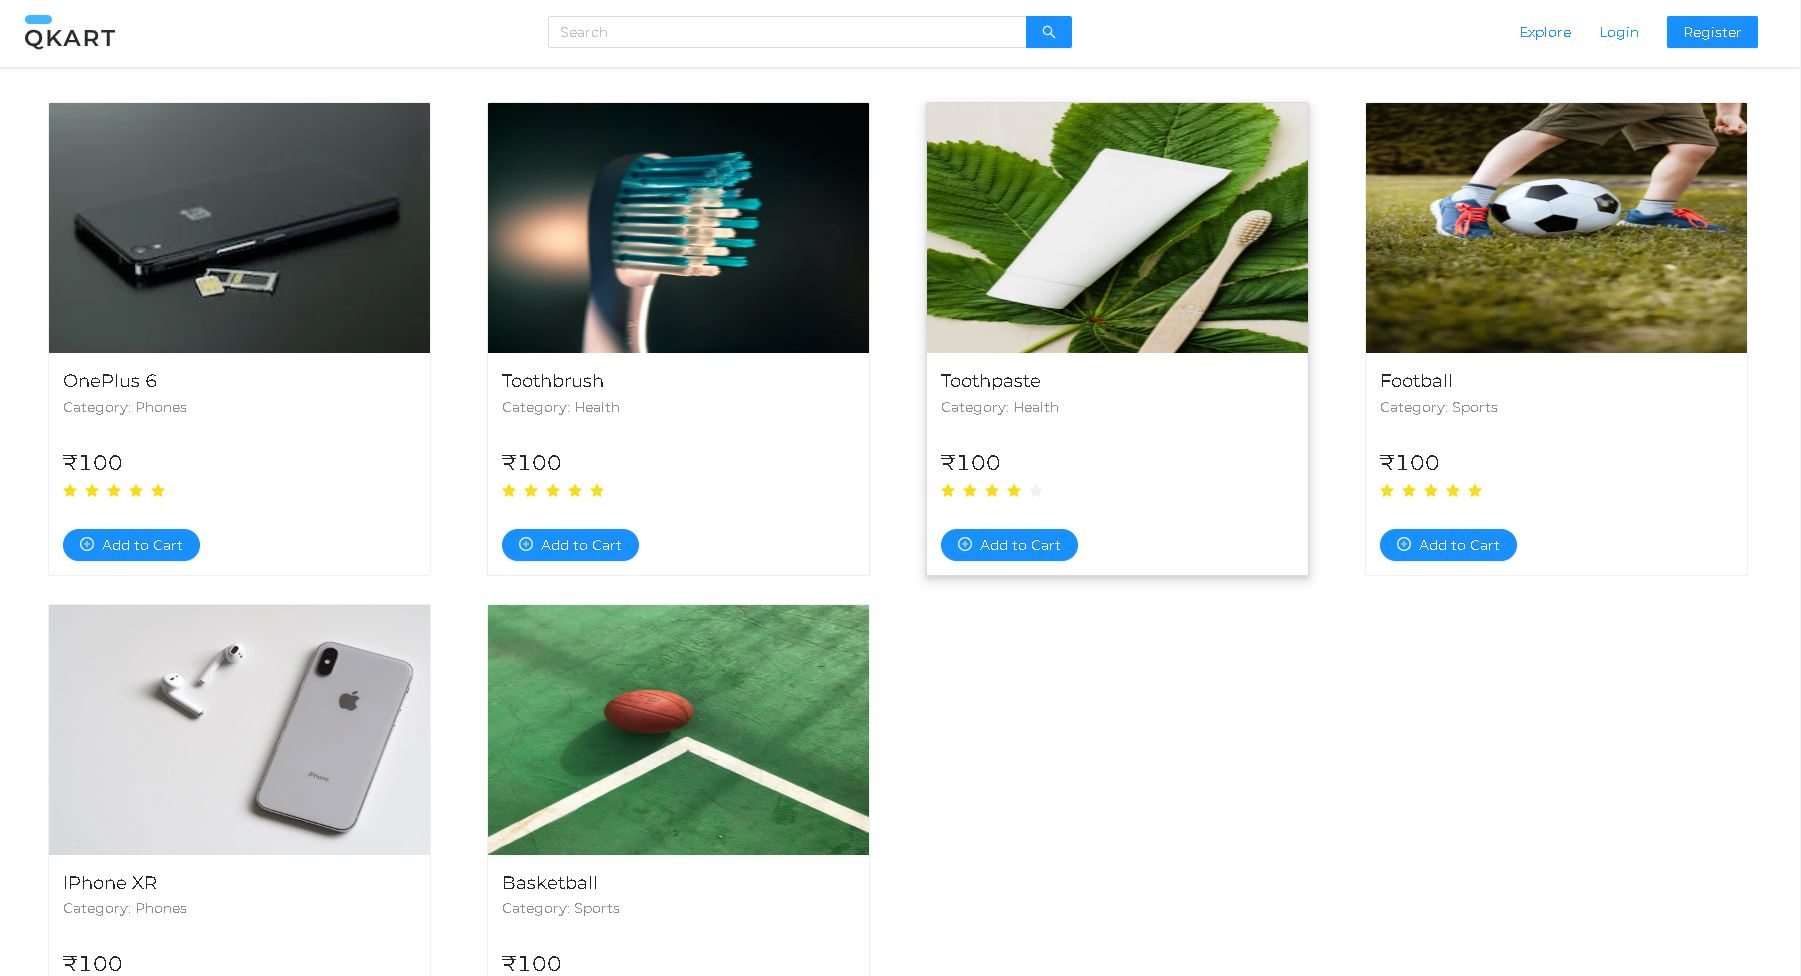 QKART
Search
Explore
Login
Register
OnePlus 6
Category: Phones
₹100
Add to Cart
Toothbrush
Category: Health
₹100
Add to Cart
Toothpaste
Category: Health
₹100
Add to Cart
Football
Category: Sports
₹100
Add to Cart
iPhone
IPhone XR
Category: Phones
₹100
Basketball
Category: Sports
₹100